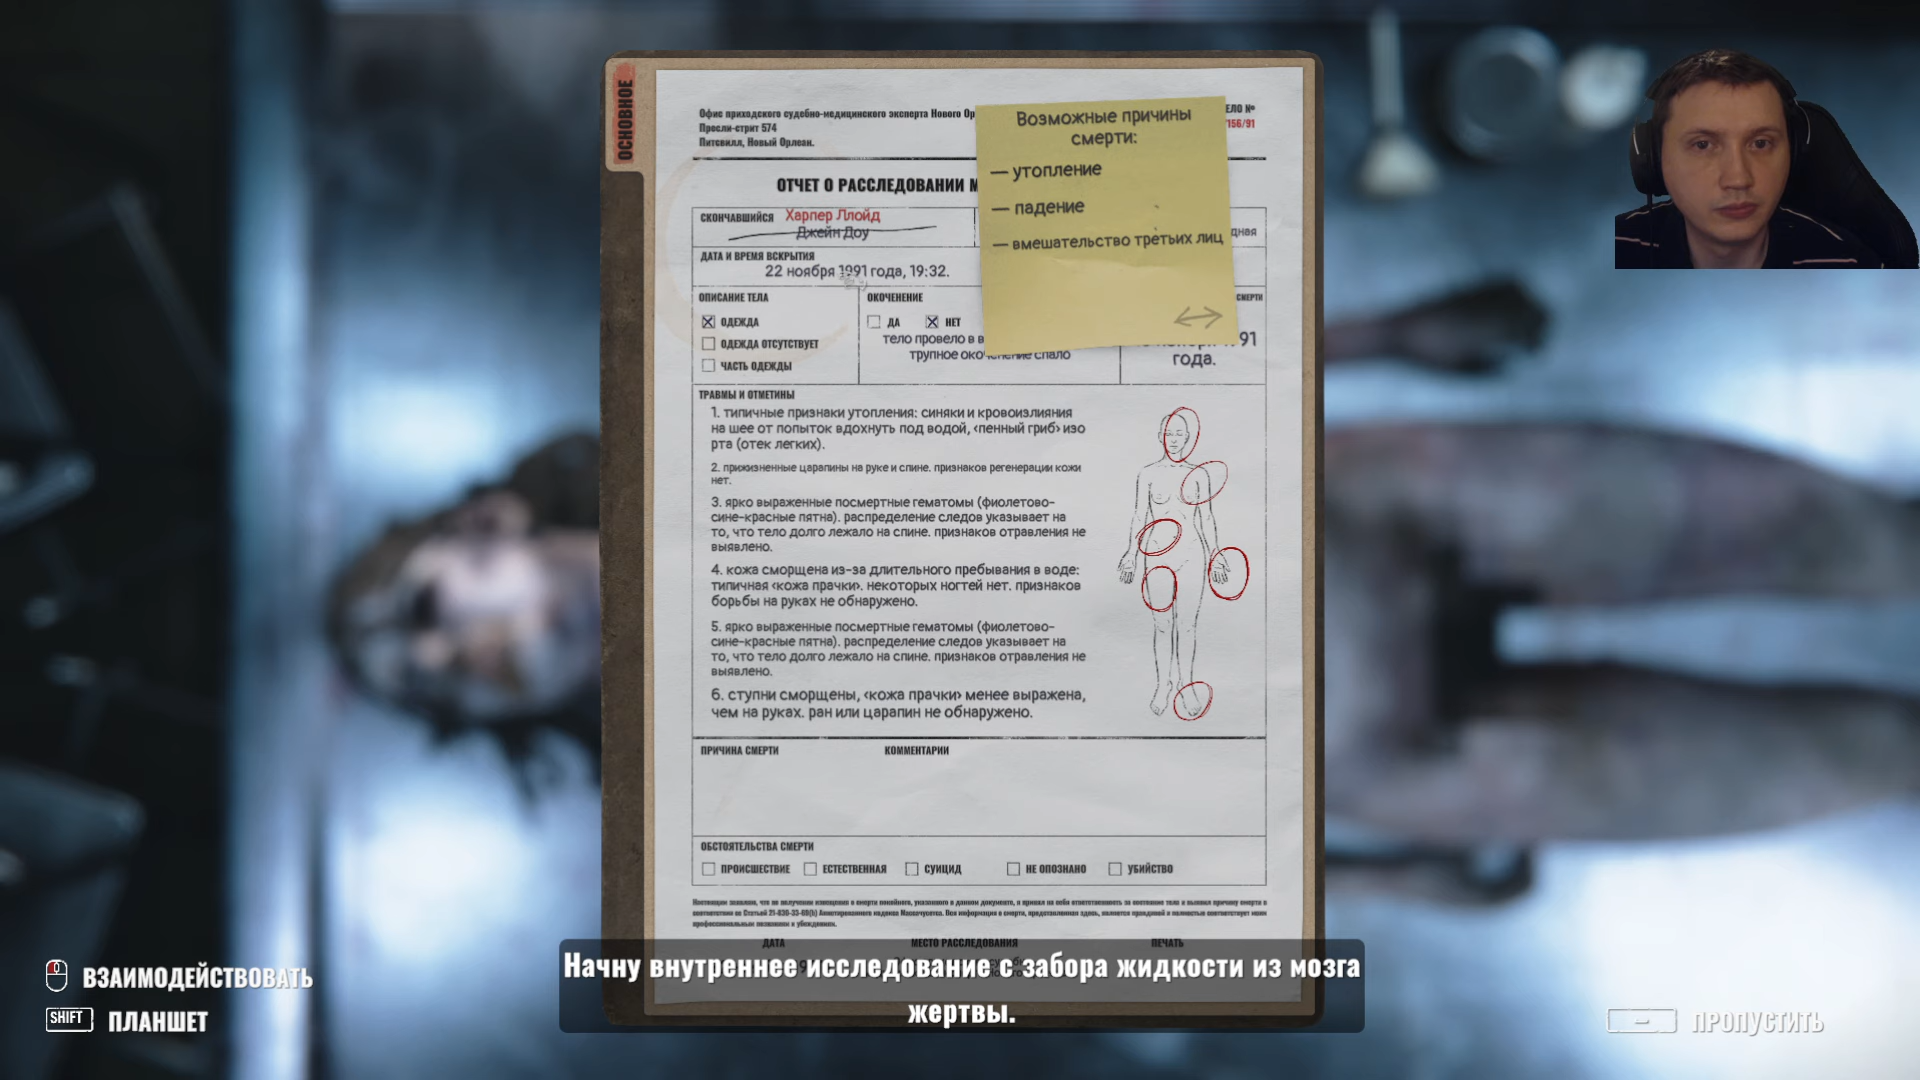 ОСНОВНОЕ
Офис приходского судебно-медицинского эксперта Нового Ор
Пресли-стрит 574
Питсвилл, Новый Орлеан.
ЕЛО №
156/91
Возможные причины
смерти:
— утопление
— падение
— вмешательство третьих лиц
ОТЧЕТ О РАССЛЕДОВАНИИ М
СКОНЧАВШИЙСЯ Харпер Ллойд
Джейн Доу
дная
ДАТА И ВРЕМЯ ВСКРЫТИЯ
22 ноября 1991 года, 19:32.
ОПИСАНИЕ ТЕЛА
ОДЕЖДА
ОДЕЖДА ОТСУТСТВУЕТ
ЧАСТЬ ОДЕЖДЫ
ОКОЧЕНЕНИЕ
ДА НЕТ
тело провело в в
трупное окоченение спало
СМЕРТИ
91
года.
ТРАВМЫ И ОТМЕТИНЫ
1. типичные признаки утопления: синяки и кровоизлияния
на шее от попыток вдохнуть под водой, ‹пенный гриб› изо
рта (отек легких).
2. прижизненные царапины на руке и спине. признаков регенерации кожи
нет.
3. ярко выраженные посмертные гематомы (фиолетово-
сине-красные пятна). распределение следов указывает на
то, что тело долго лежало на спине. признаков отравления не
выявлено.
4. кожа сморщена из-за длительного пребывания в воде:
типичная ‹кожа прачки›. некоторых ногтей нет. признаков
борьбы на руках не обнаружено.
5. ярко выраженные посмертные гематомы (фиолетово-
сине-красные пятна). распределение следов указывает на
то, что тело долго лежало на спине. признаков отравления не
выявлено.
6. ступни сморщены, ‹кожа прачки› менее выражена,
чем на руках. ран или царапин не обнаружено.
ПРИЧИНА СМЕРТИ КОММЕНТАРИИ
ОБСТОЯТЕЛЬСТВА СМЕРТИ
ПРОИСШЕСТВИЕ ЕСТЕСТВЕННАЯ СУИЦИД НЕ ОПОЗНАНО УБИЙСТВО
ДАТА МЕСТО РАССЛЕДОВАНИЯ ПЕЧАТЬ
Начну внутреннее исследование с забора жидкости из мозга
жертвы.
ВЗАИМОДЕЙСТВОВАТЬ
SHIFT ПЛАНШЕТ
ПРОПУСТИТЬ